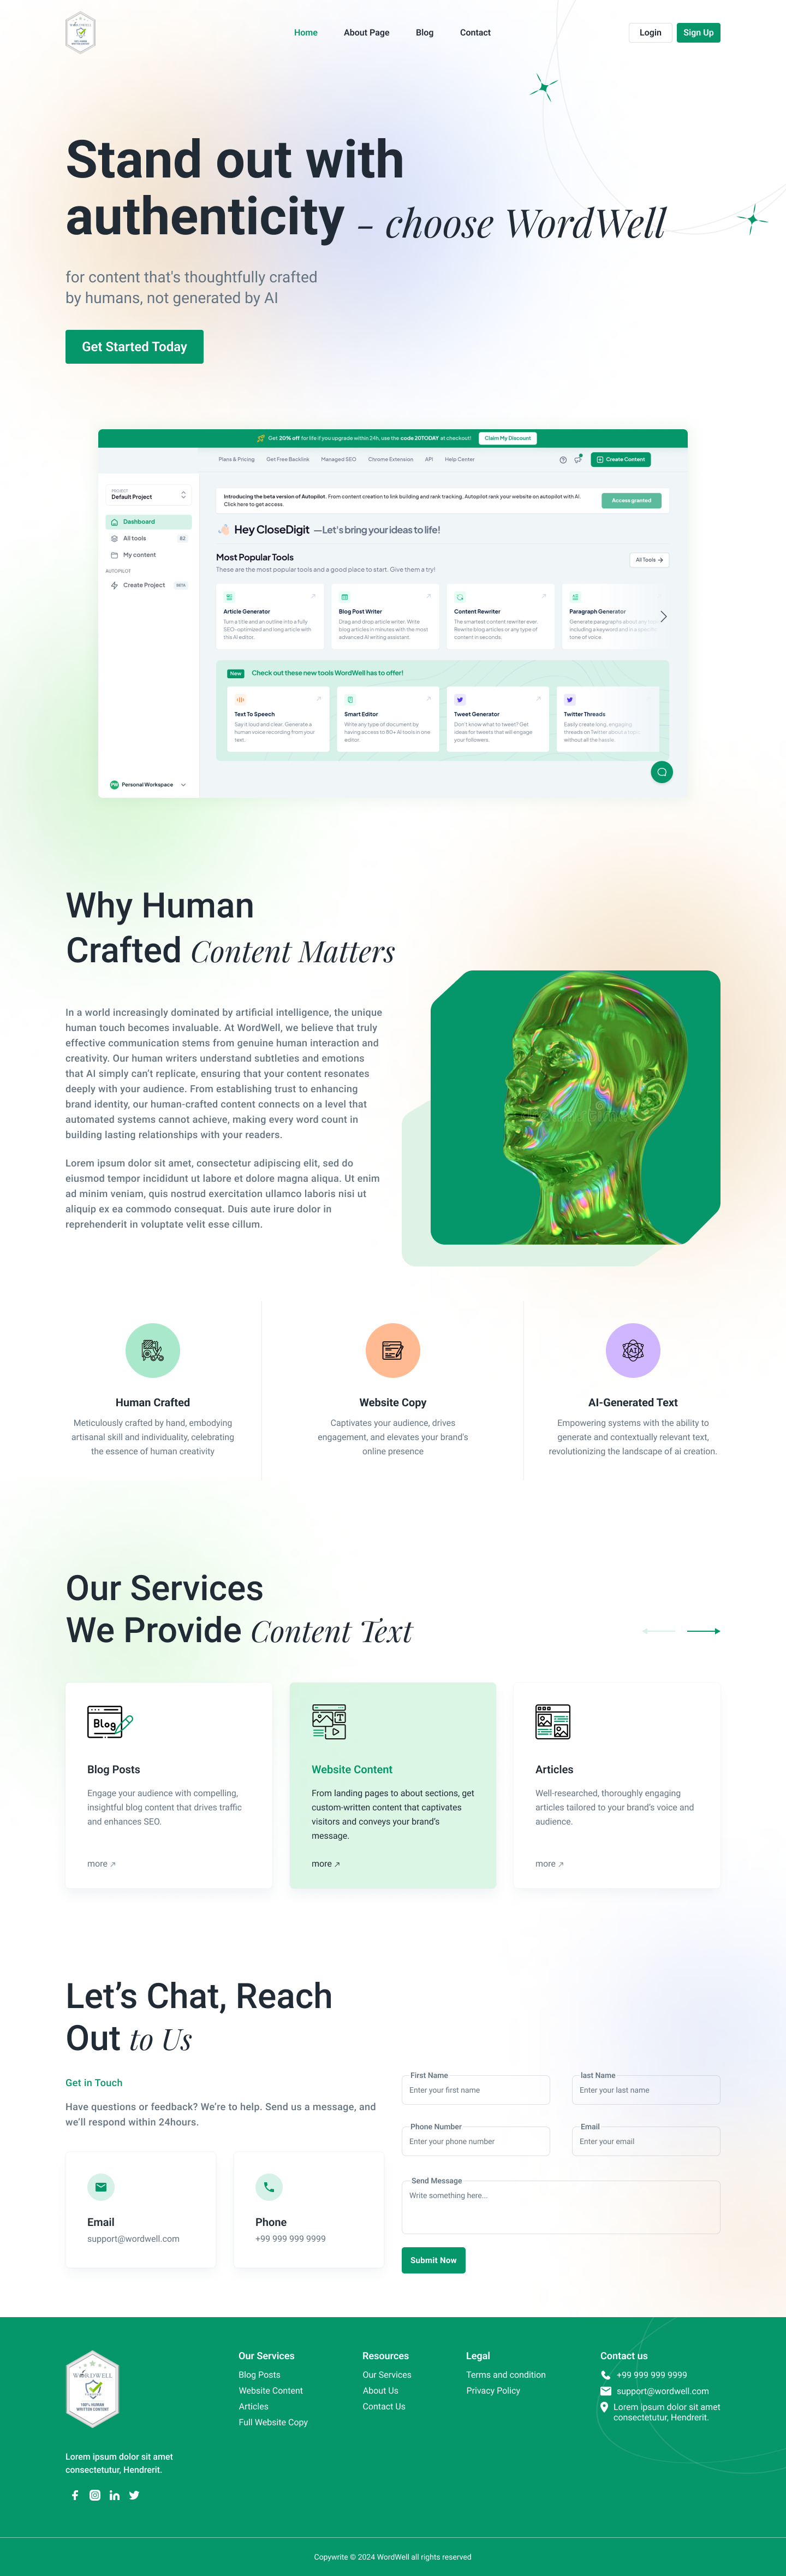 WORDWELL
Home
About Page
Blog
Contact
Login
Sign Up
Stand out with
authenticity - choose WordWell
for content that's thoughtfully crafted
by humans, not generated by AI
Get Started Today
Get 20% off for life if you upgrade within 24h, use the code 20TODAY at checkout!
Claim My Discount
Plans & Pricing
Get Free Backlink
Managed SEO
Chrome Extension
API
Help Center
Create Content
PROJECT
Default Project
Dashboard
All tools
82
My content
AUTOPILOT
Create Project
BETA
Personal Workspace
Introducing the beta version of Autopilot. From content creation to link building and rank tracking. Autopilot rank your website on autopilot with AI.
Click here to get access.
Access granted
Hey CloseDigit —Let's bring your ideas to life!
Most Popular Tools
These are the most popular tools and a good place to start. Give them a try!
All Tools
Article Generator
Turn a title and an outline into a fully
SEO-optimized and long article with
this AI editor.
Blog Post Writer
Drag and drop article writer. Write
blog articles in minutes with the most
advanced AI writing assistant.
Content Rewriter
The smartest content rewriter ever.
Rewrite blog articles or any type of
content in seconds.
Paragraph Generator
Generate paragraphs about any
including a keyword and in a
tone of voice.
New
Check out these new tools WordWell has to offer!
Text To Speech
Say it loud and clear. Generate a
human voice recording from your
text.
Smart Editor
Write any type of document by
having access to 80+ AI tools in one
editor.
Tweet Generator
Don't know what to tweet? Get
ideas for tweets that will engage
your followers.
Twitter Threads
Easily create long, engaging
threads on Twitter about a
without all the hassle.
Why Human
Crafted Content Matters
In a world increasingly dominated by artificial intelligence, the unique
human touch becomes invaluable. At WordWell, we believe that truly
effective communication stems from genuine human interaction and
creativity. Our human writers understand subtleties and emotions
that AI simply can't replicate, ensuring that your content resonates
deeply with your audience. From establishing trust to enhancing
brand identity, our human-crafted content connects on a level that
automated systems cannot achieve, making every word count in
building lasting relationships with your readers.
Lorem ipsum dolor sit amet, consectetur adipiscing elit, sed do
eiusmod tempor incididunt ut labore et dolore magna aliqua. Ut enim
ad minim veniam, quis nostrud exercitation ullamco laboris nisi ut
aliquip ex ea commodo consequat. Duis aute irure dolor in
reprehenderit in voluptate velit esse cillum.
Human Crafted
Meticulously crafted by hand, embodying
artisanal skill and individuality, celebrating
the essence of human creativity
Website Copy
Captivates your audience, drives
engagement, and elevates your brand's
online presence
AI
AI-Generated Text
Empowering systems with the ability to
generate and contextually relevant text,
revolutionizing the landscape of ai creation.
Our Services
We Provide Content Text
Blog
Blog Posts
Engage your audience with compelling,
insightful blog content that drives traffic
and enhances SEO.
more
T
Website Content
From landing pages to about sections, get
custom-written content that captivates
visitors and conveys your brand's
message.
more
Articles
Well-researched, thoroughly engaging
articles tailored to your brand's voice and
audience.
more
Let's Chat, Reach
Out to Us
Get in Touch
Have questions or feedback? We're to help. Send us a message, and
we'll respond within 24hours.
Email
support@wordwell.com
Phone
+99 999 999 9999
First Name
Enter your first name
last Name
Enter your last name
Phone Number
Enter your phone number
Email
Enter your email
Send Message
Write something here...
Submit Now
WORDWELL
100% HUMAN
WRITTEN CONTENT
Lorem ipsum dolor sit amet
consectetutur, Hendrerit.
Our Services
Blog Posts
Website Content
Articles
Full Website Copy
Resources
Our Services
About Us
Contact Us
Legal
Terms and condition
Privacy Policy
Contact us
+99 999 999 9999
support@wordwell.com
Lorem ipsum dolor sit amet
consectetutur, Hendrerit.
Copywrite © 2024 WordWell all rights reserved